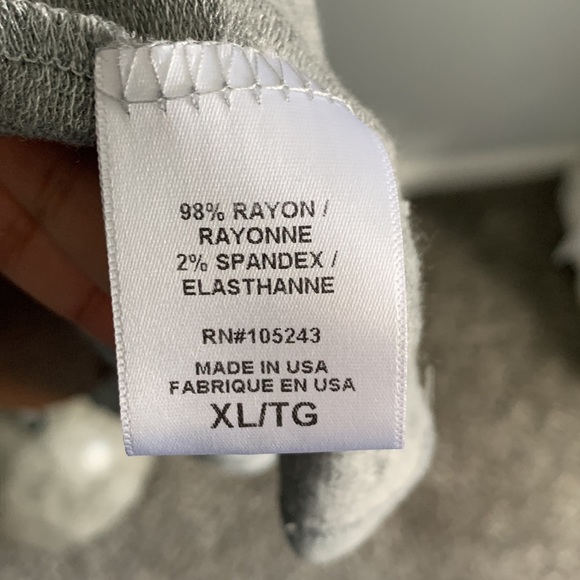 98% RAYON /
RAYONNE
2% SPANDEX /
ELASTHANNE
RN#105243
MADE IN USA
FABRIQUE EN USA
XL/TG